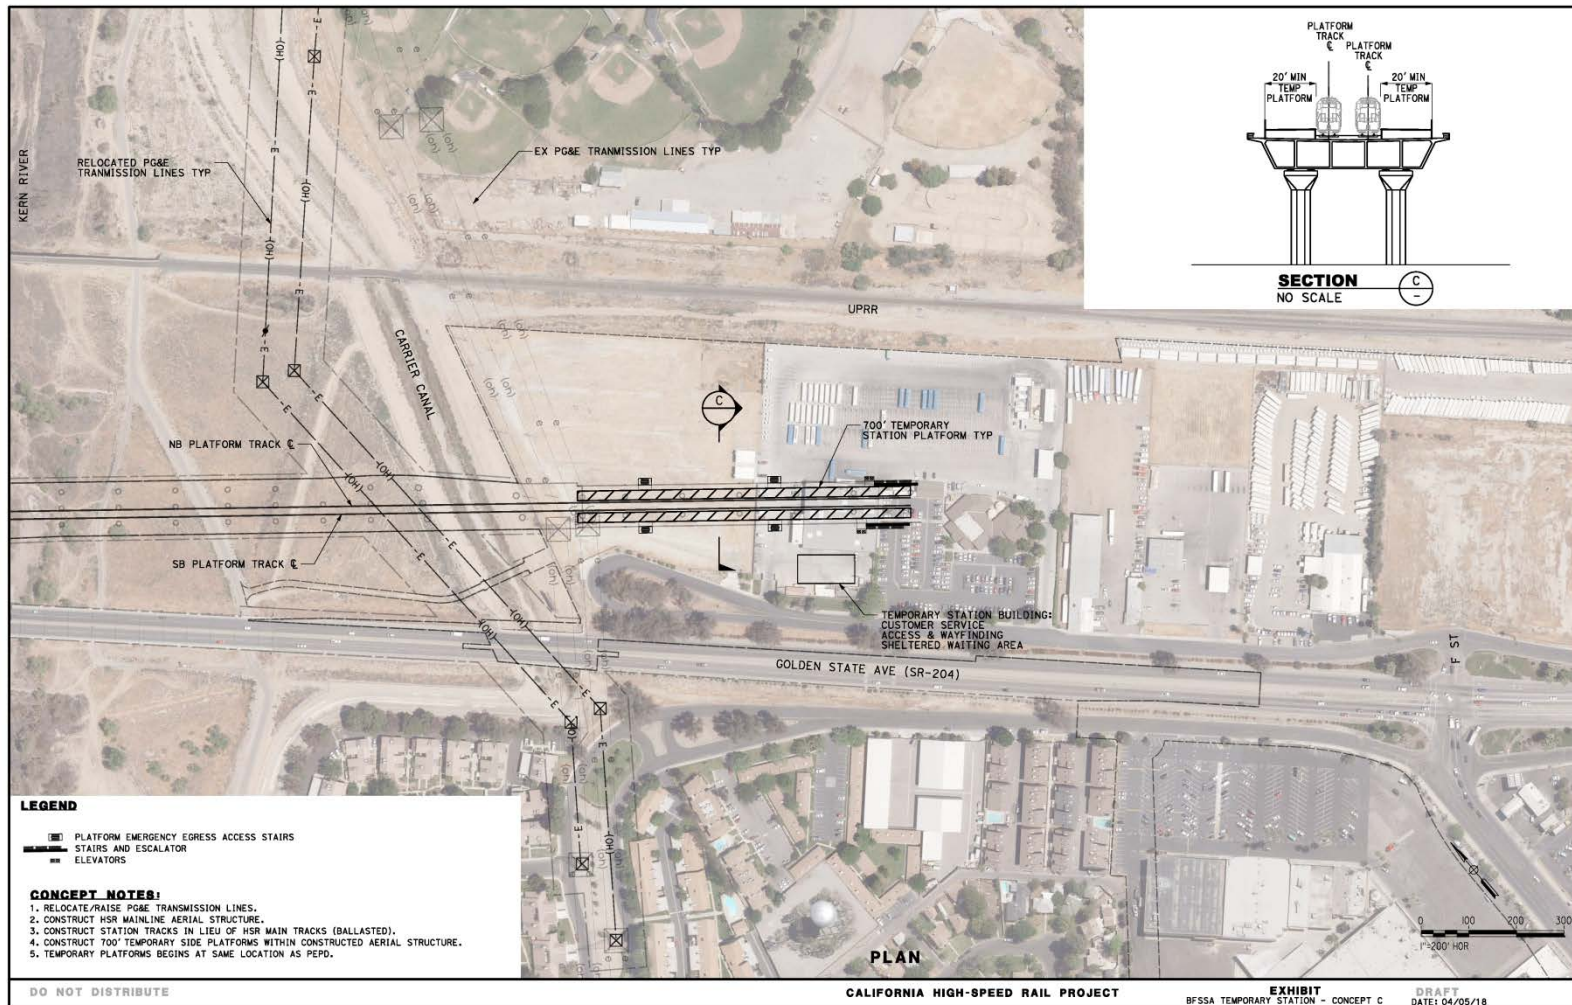 PLATFORM
TRACK
℄
PLATFORM
TRACK
℄
20' MIN
TEMP
PLATFORM
20' MIN
TEMP
PLATFORM
SECTION
NO SCALE
C
-
KERN RIVER
RELOCATED PG&E
TRANMISSION LINES TYP
EX PG&E TRANMISSION LINES TYP
UPRR
CARRIER CANAL
C
700' TEMPORARY
STATION PLATFORM TYP
NB PLATFORM TRACK ℄
SB PLATFORM TRACK ℄
TEMPORARY STATION BUILDING:
CUSTOMER SERVICE
ACCESS & WAYFINDING
SHELTERED WAITING AREA
GOLDEN STATE AVE (SR-204)
F ST
LEGEND
PLATFORM EMERGENCY EGRESS ACCESS STAIRS
STAIRS AND ESCALATOR
ELEVATORS
CONCEPT NOTES:
1. RELOCATE/RAISE PG&E TRANSMISSION LINES.
2. CONSTRUCT HSR MAINLINE AERIAL STRUCTURE.
3. CONSTRUCT STATION TRACKS IN LIEU OF HSR MAIN TRACKS (BALLASTED).
4. CONSTRUCT 700' TEMPORARY SIDE PLATFORMS WITHIN CONSTRUCTED AERIAL STRUCTURE.
5. TEMPORARY PLATFORMS BEGINS AT SAME LOCATION AS PEPD.
0 100 200 300
1"=200' HOR
PLAN
DO NOT DISTRIBUTE
CALIFORNIA HIGH-SPEED RAIL PROJECT
EXHIBIT
BFSSA TEMPORARY STATION - CONCEPT C
DRAFT
DATE: 04/05/18